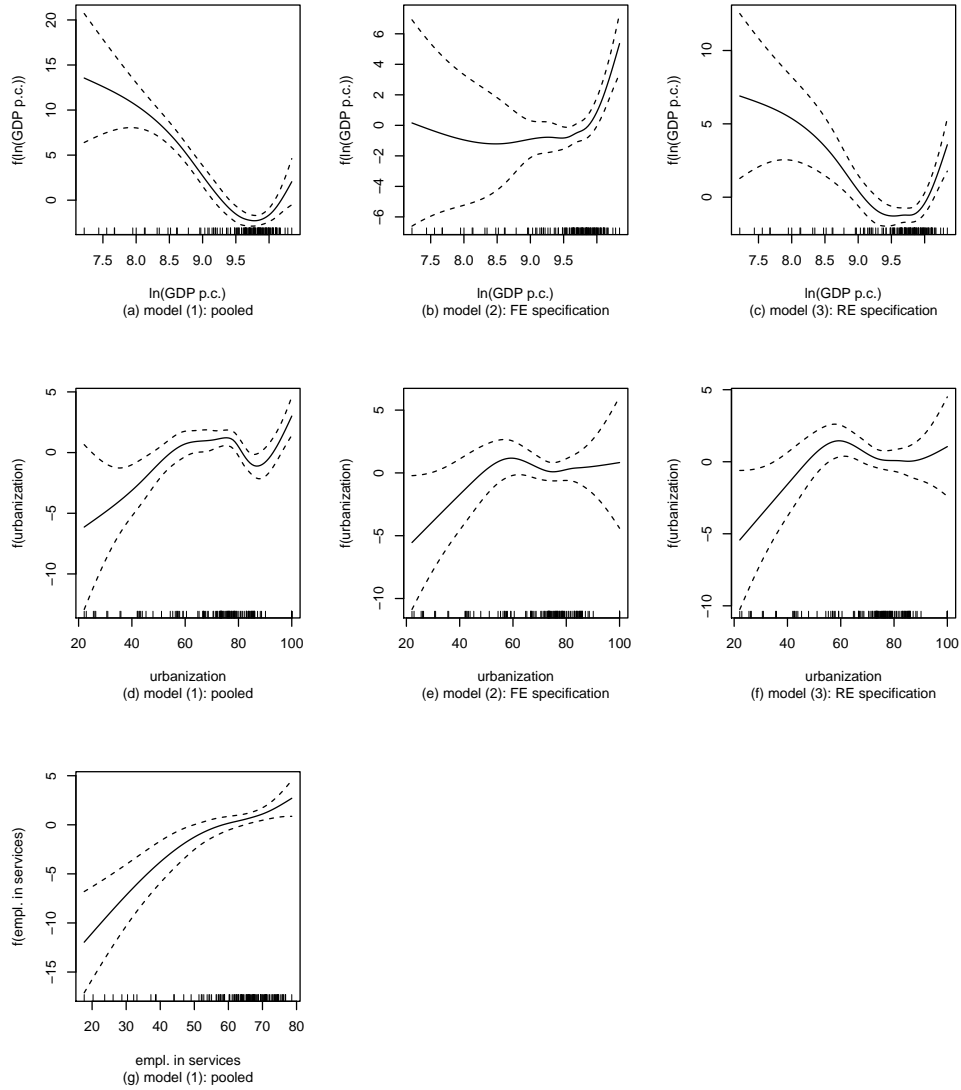 20
15
10
5
0
f(ln(GDP p.c.))
7.5 8.0 8.5 9.0 9.5
ln(GDP p.c.)
(a) model (1): pooled
6
4
2
0
−2
−4
−6
f(ln(GDP p.c.))
7.5 8.0 8.5 9.0 9.5
ln(GDP p.c.)
(b) model (2): FE specification
10
5
0
f(ln(GDP p.c.))
7.5 8.0 8.5 9.0 9.5
ln(GDP p.c.)
(c) model (3): RE specification
5
0
−5
−10
f(urbanization)
20 40 60 80 100
urbanization
(d) model (1): pooled
5
0
−5
−10
f(urbanization)
20 40 60 80 100
urbanization
(e) model (2): FE specification
5
0
−5
−10
f(urbanization)
20 40 60 80 100
urbanization
(f) model (3): RE specification
5
0
−5
−10
−15
f(empl. in services)
20 30 40 50 60 70 80
empl. in services
(g) model (1): pooled